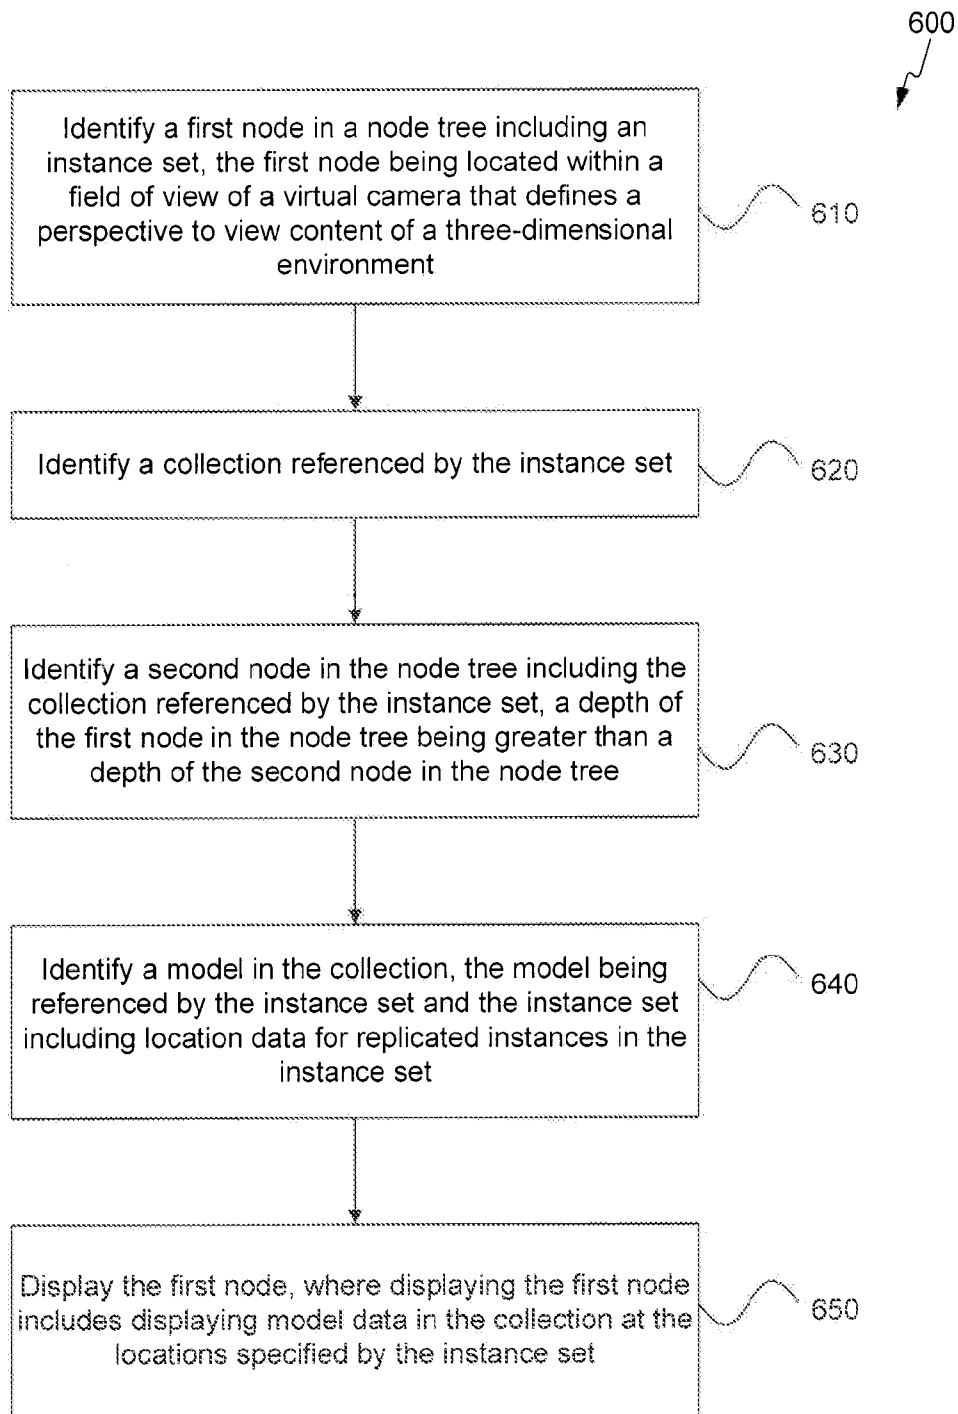 600
Identify a first node in a node tree including an
instance set, the first node being located within a
field of view of a virtual camera that defines a
perspective to view content of a three-dimensional
environment
610
Identify a collection referenced by the instance set
620
Identify a second node in the node tree including the
collection referenced by the instance set, a depth of
the first node in the node tree being greater than a
depth of the second node in the node tree
630
Identify a model in the collection, the model being
referenced by the instance set and the instance set
including location data for replicated instances in the
instance set
640
Display the first node, where displaying the first node
includes displaying model data in the collection at the
locations specified by the instance set
650